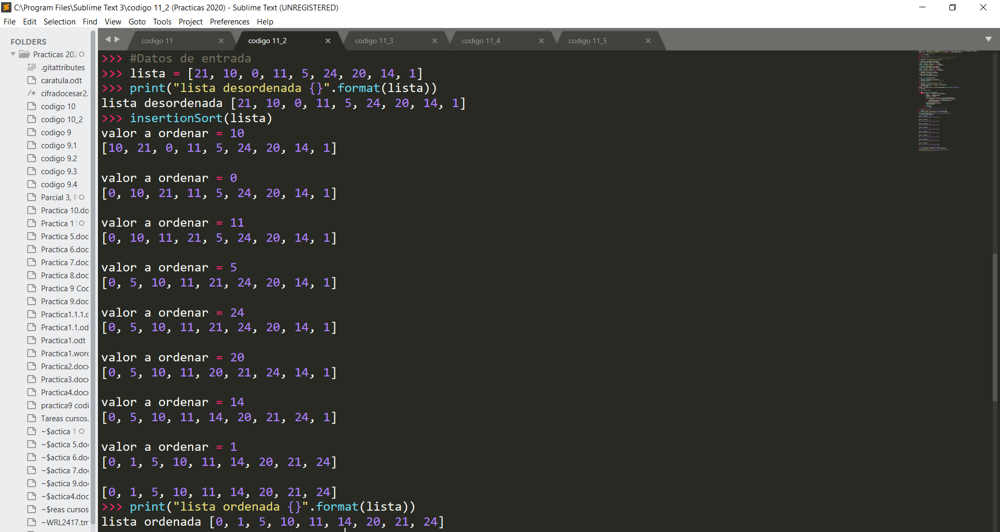 C:\Program Files\Sublime Text 3\codigo 11_2 (Practicas 2020) - Sublime Text (UNREGISTERED)
File Edit Selection Find View Goto Tools Project Preferences Help
FOLDERS
Practicas 202
.gitattributes
caratula.odt
/* cifradocesar2.
codigo 10
codigo 10_2
codigo 9
codigo 9.1
codigo 9.2
codigo 9.3
codigo 9.4
Parcial 3, P
Practica 10.do
Practica 11
Practica 5.doc
Practica 6.doc
Practica 7.doc
Practica 8.doc
Practica 9 Coc
Practica 9.doc
Practica1.1.1.c
Practica1.1.od
Practica1.odt
Practica1.word
Practica2.docx
Practica3.docx
Practica4.docx
practica9 codi
Tareas cursos.
~$actica 1
~$actica 5.do
~$actica 6.do
~$actica 7.do
~$actica 9.do
~$actica4.doc
~$reas cursos
~WRL2417.tm
codigo 11 codigo 11_2 codigo 11_3 codigo 11_4 codigo 11_5
>>> #Datos de entrada
>>> lista = [21, 10, 0, 11, 5, 24, 20, 14, 1]
>>> print("lista desordenada {}".format(lista))
lista desordenada [21, 10, 0, 11, 5, 24, 20, 14, 1]
>>> insertionSort(lista)
valor a ordenar = 10
[10, 21, 0, 11, 5, 24, 20, 14, 1]
valor a ordenar = 0
[0, 10, 21, 11, 5, 24, 20, 14, 1]
valor a ordenar = 11
[0, 10, 11, 21, 5, 24, 20, 14, 1]
valor a ordenar = 5
[0, 5, 10, 11, 21, 24, 20, 14, 1]
valor a ordenar = 24
[0, 5, 10, 11, 21, 24, 20, 14, 1]
valor a ordenar = 20
[0, 5, 10, 11, 20, 21, 24, 14, 1]
valor a ordenar = 14
[0, 5, 10, 11, 14, 20, 21, 24, 1]
valor a ordenar = 1
[0, 1, 5, 10, 11, 14, 20, 21, 24]
[0, 1, 5, 10, 11, 14, 20, 21, 24]
>>> print("lista ordenada {}".format(lista))
lista ordenada [0, 1, 5, 10, 11, 14, 20, 21, 24]